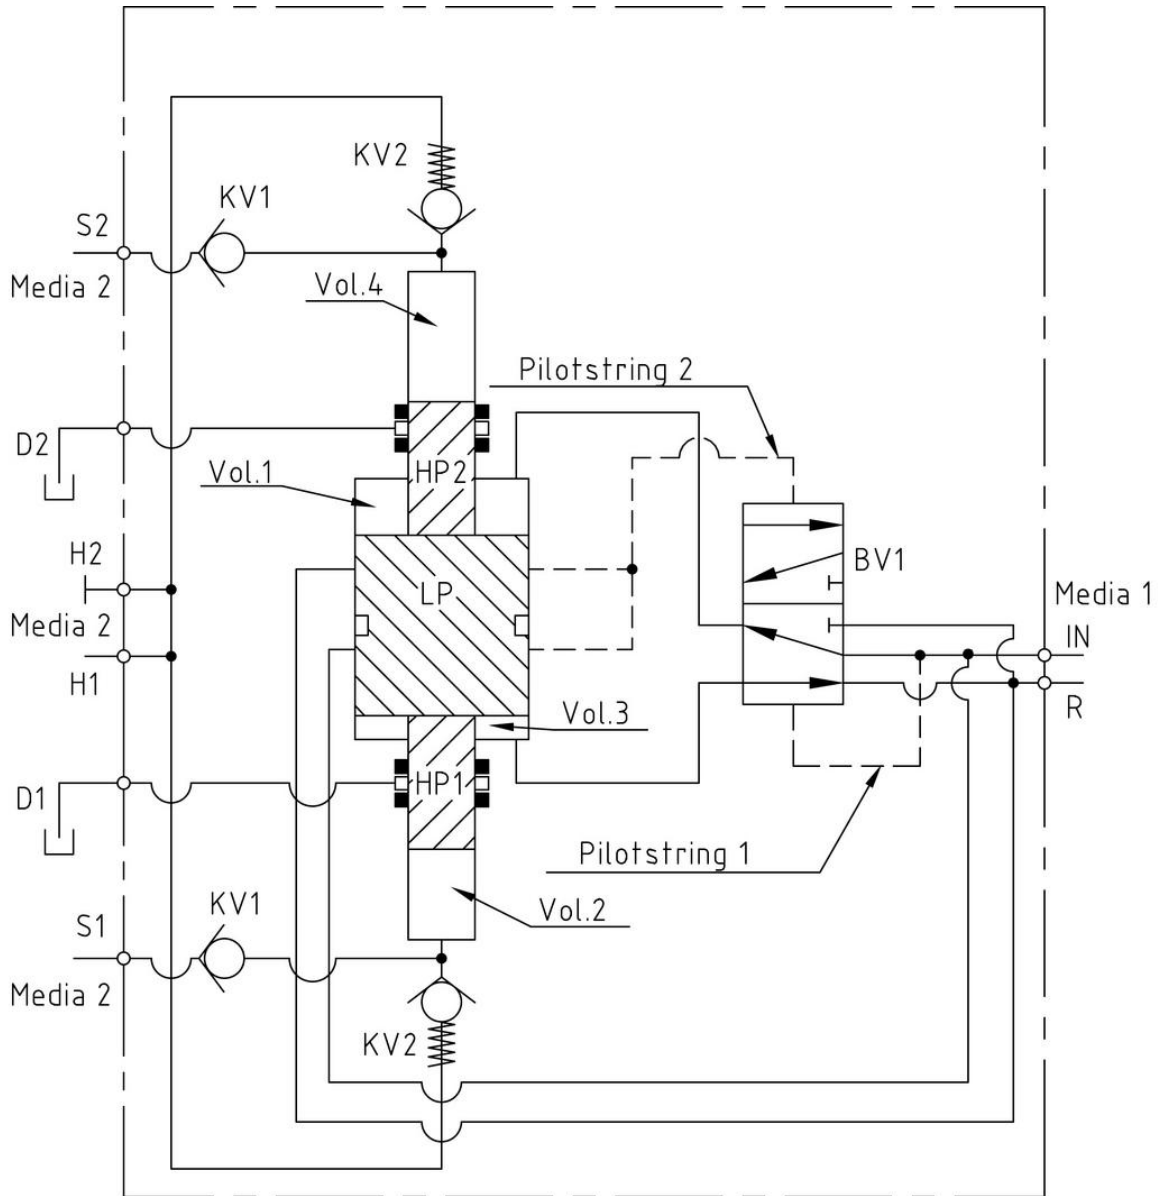 KV2
KV1
S2
Media 2
Vol.4
Pilotstring 2
D2
Vol.1
HP2
H2
BV1
LP
Media 1
Media 2
IN
H1
R
Vol.3
D1
HP1
Pilotstring 1
KV1
Vol.2
S1
Media 2
KV2